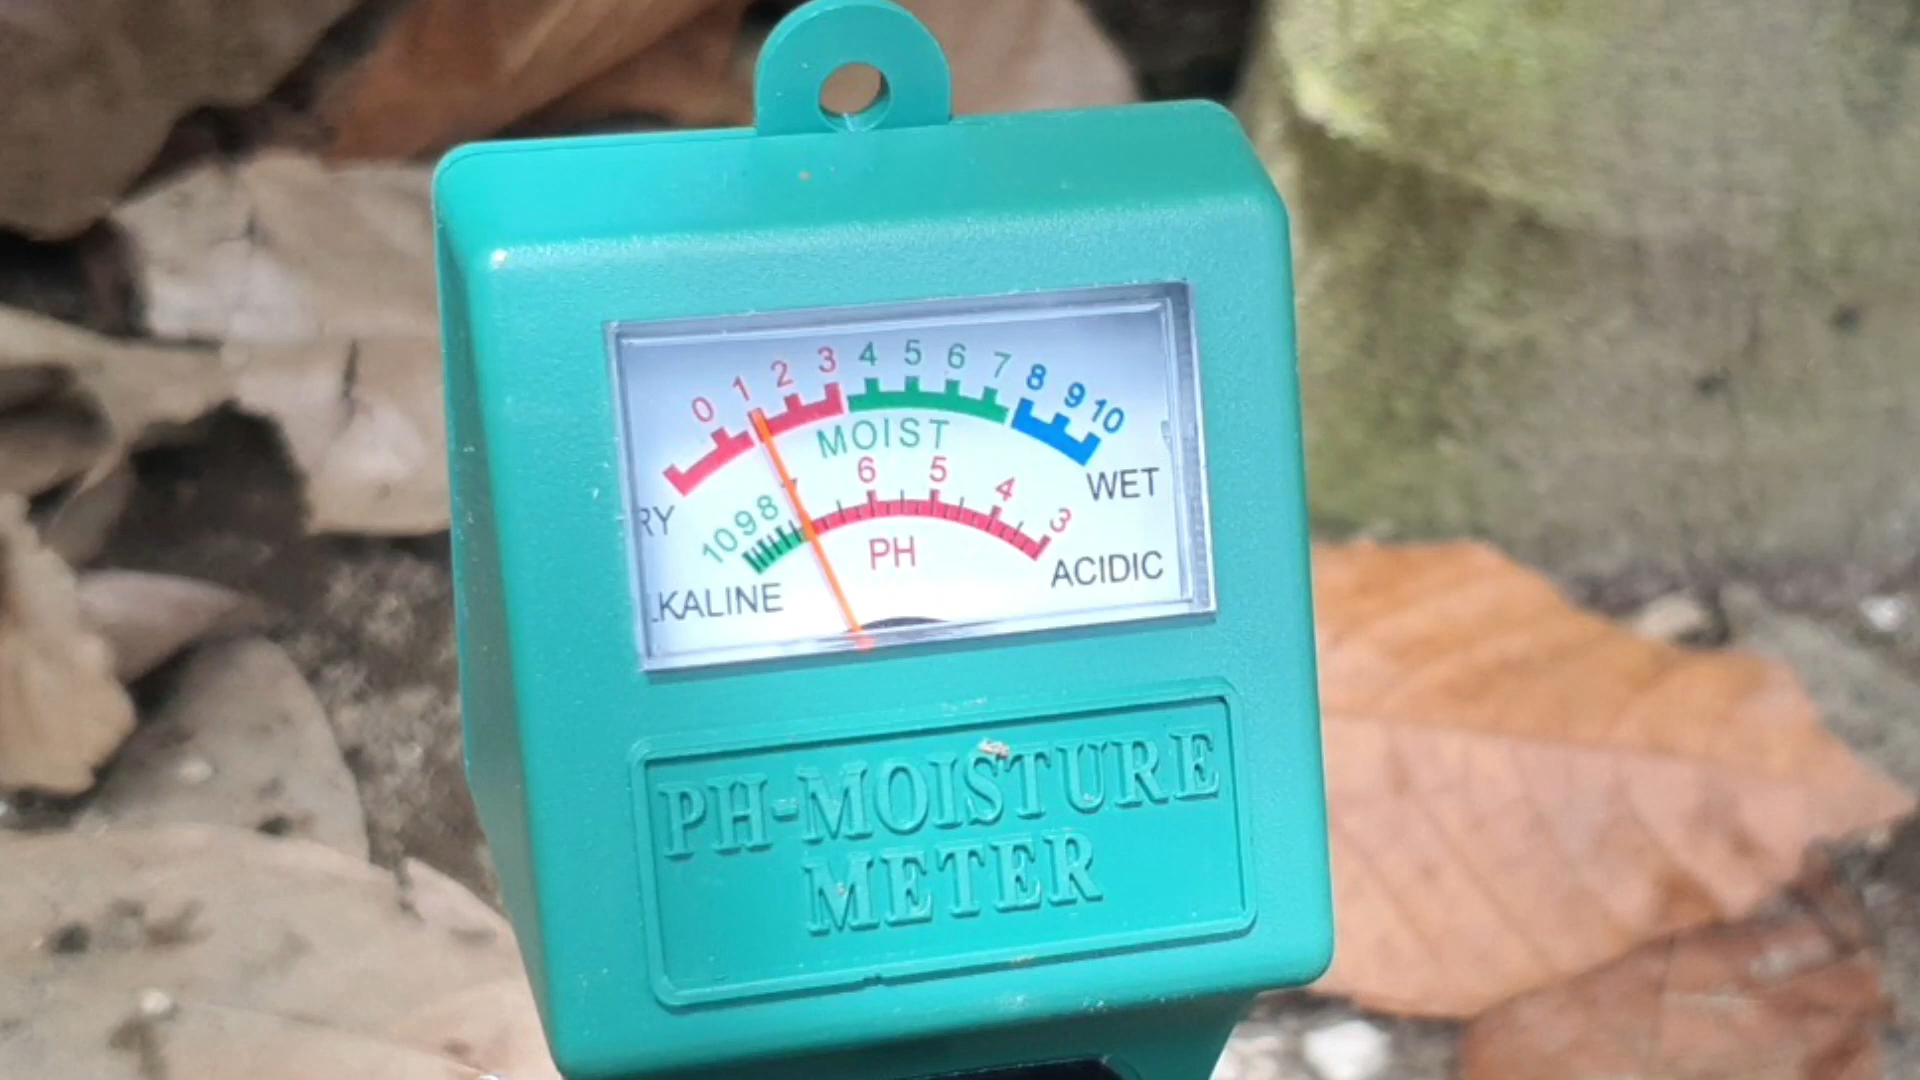 0 1 2 3 4 5 6 7 8 9 10
MOIST
RY WET
10 9 8 7 6 5 4 3
PH
LKALINE ACIDIC
PH-MOISTURE
METER